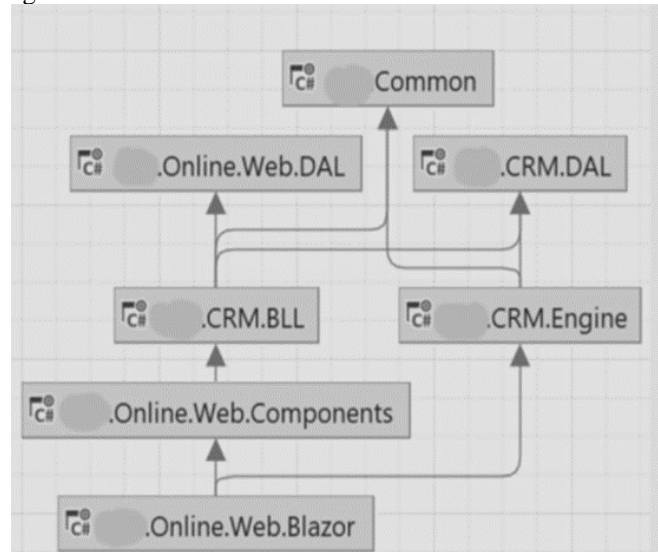 C# Common
C# .Online.Web.DAL
C# .CRM.DAL
C# .CRM.BLL
C# .CRM.Engine
C# .Online.Web.Components
C# .Online.Web.Blazor